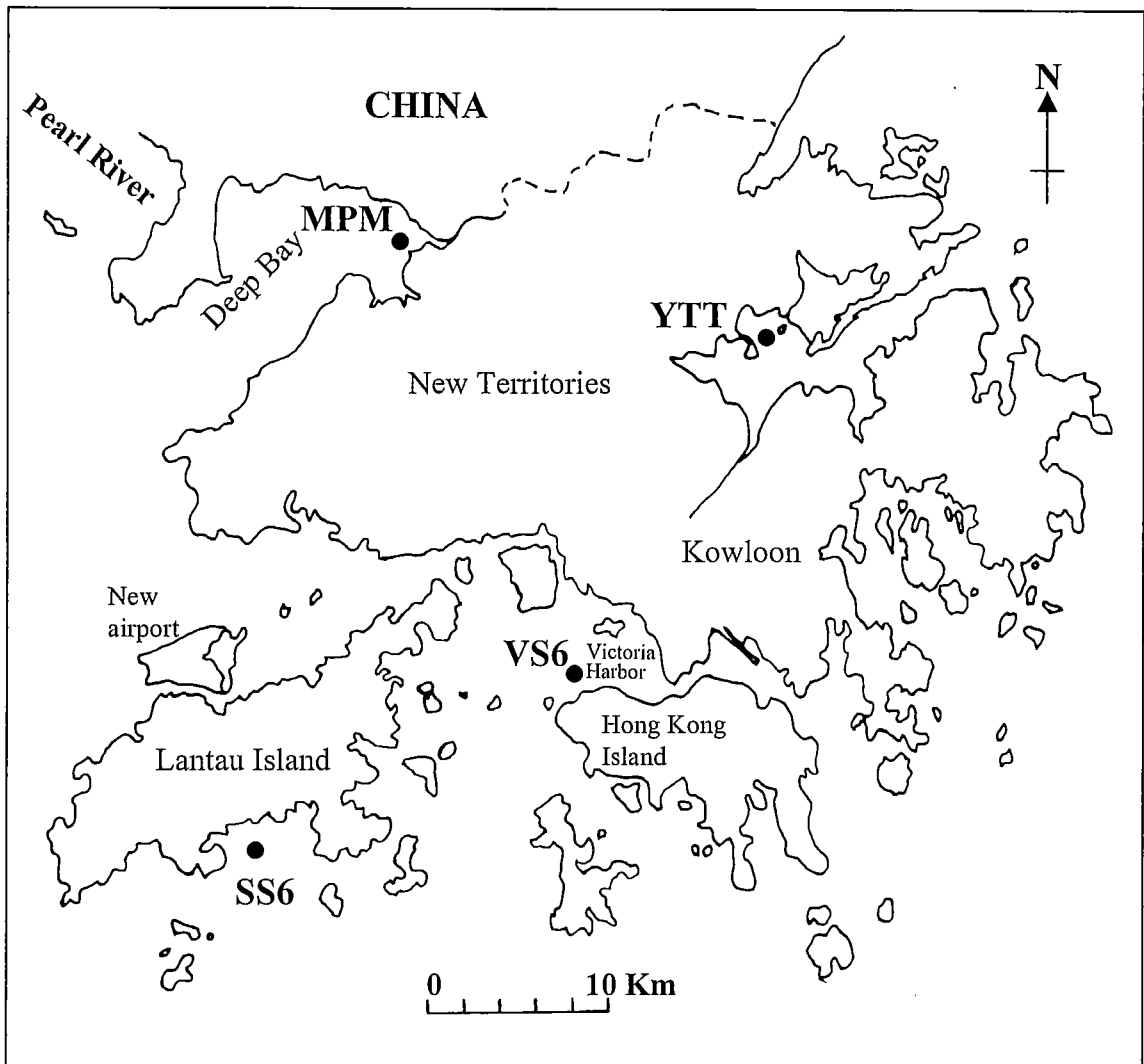 N
CHINA
Pearl River
MPM
Deep Bay
YTT
New Territories
Kowloon
New
airport
VS6
Victoria
Harbor
Hong Kong
Island
Lantau Island
SS6
0 10 Km